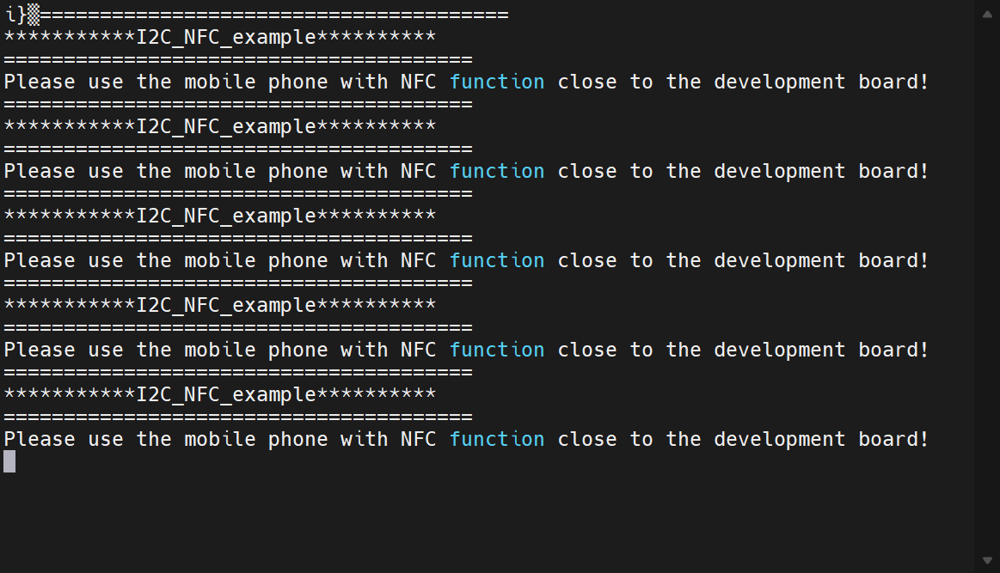 i}▒=======================================
***********I2C_NFC_example**********
=======================================
Please use the mobile phone with NFC function close to the development board!
=======================================
***********I2C_NFC_example**********
=======================================
Please use the mobile phone with NFC function close to the development board!
=======================================
***********I2C_NFC_example**********
=======================================
Please use the mobile phone with NFC function close to the development board!
=======================================
***********I2C_NFC_example**********
=======================================
Please use the mobile phone with NFC function close to the development board!
=======================================
***********I2C_NFC_example**********
=======================================
Please use the mobile phone with NFC function close to the development board!